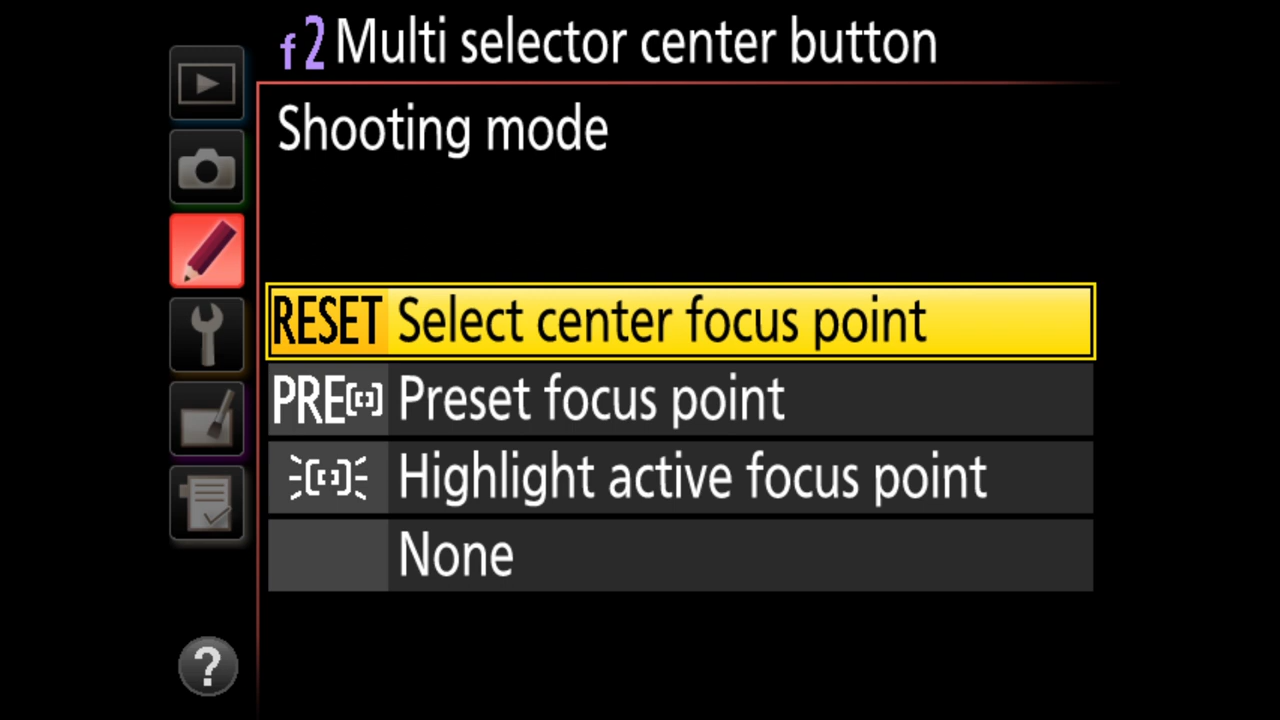 f2 Multi selector center button
Shooting mode
RESET Select center focus point
PRE Preset focus point
Highlight active focus point
None
?